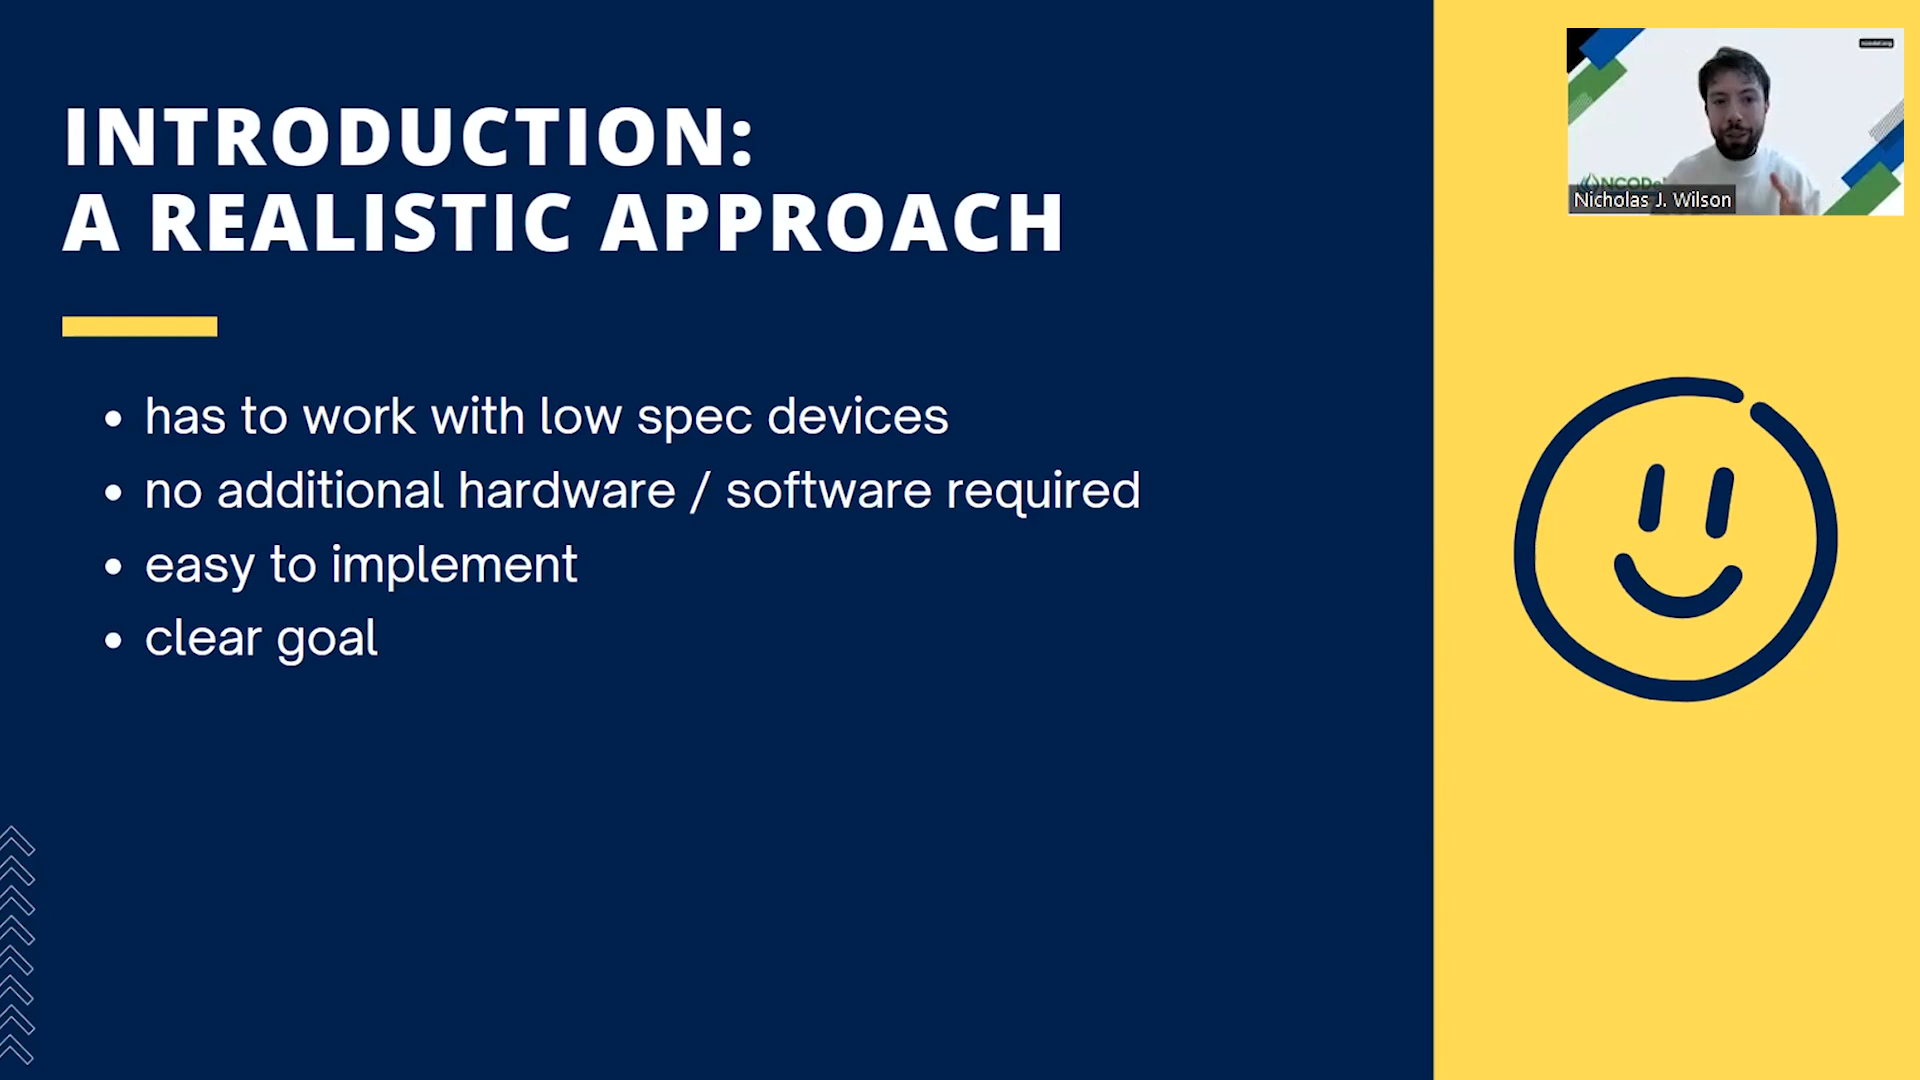 INTRODUCTION:
A REALISTIC APPROACH
has to work with low spec devices
no additional hardware / software required
easy to implement
clear goal
Nicholas J. Wilson